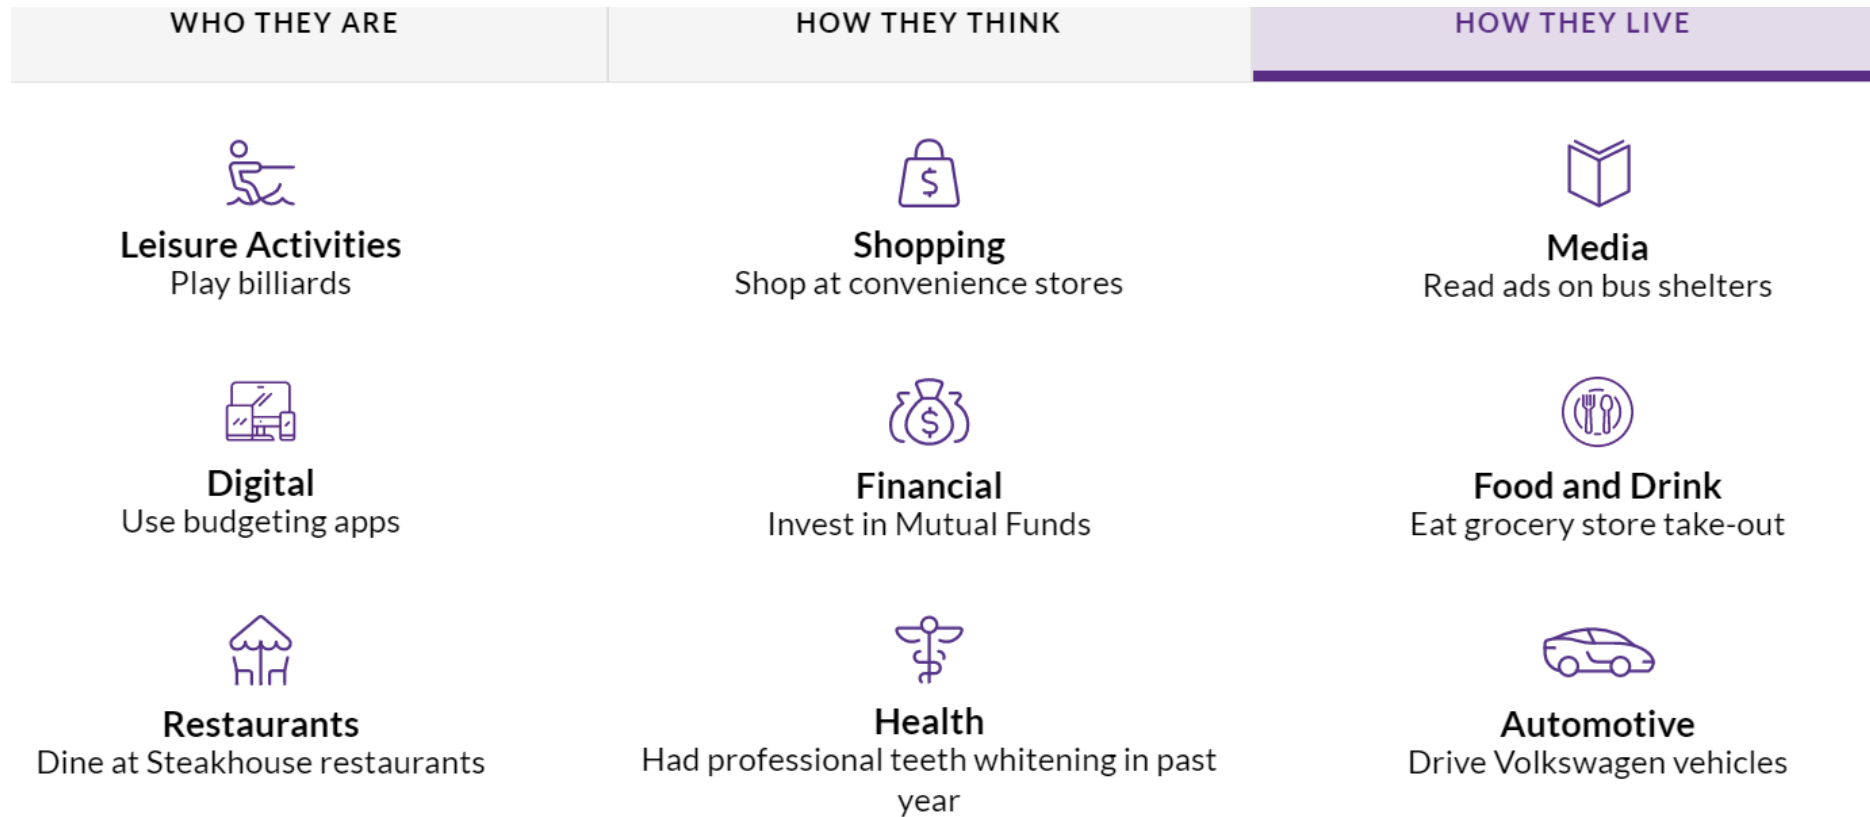 WHO THEY ARE
HOW THEY THINK
HOW THEY LIVE
Leisure Activities
Play billiards
Shopping
Shop at convenience stores
Media
Read ads on bus shelters
Digital
Use budgeting apps
Financial
Invest in Mutual Funds
Food and Drink
Eat grocery store take-out
Restaurants
Dine at Steakhouse restaurants
Health
Had professional teeth whitening in past
year
Automotive
Drive Volkswagen vehicles